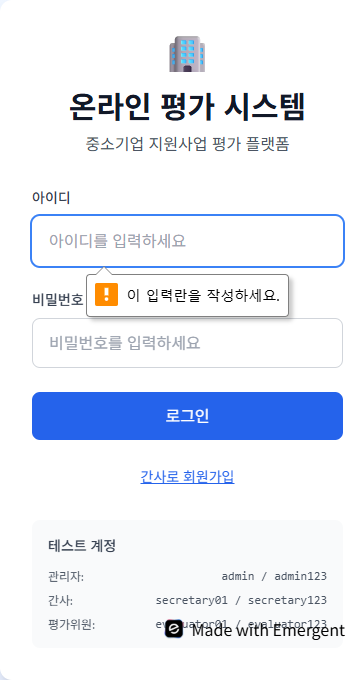 온라인 평가 시스템
중소기업 지원사업 평가 플랫폼
아이디
아이디를 입력하세요
이 입력란을 작성하세요.
비밀번호
비밀번호를 입력하세요
로그인
간사로 회원가입
테스트 계정
관리자: admin / admin123
간사: secretary01 / secretary123
평가위원: evaluator01 / evaluator123
Made with Emergent